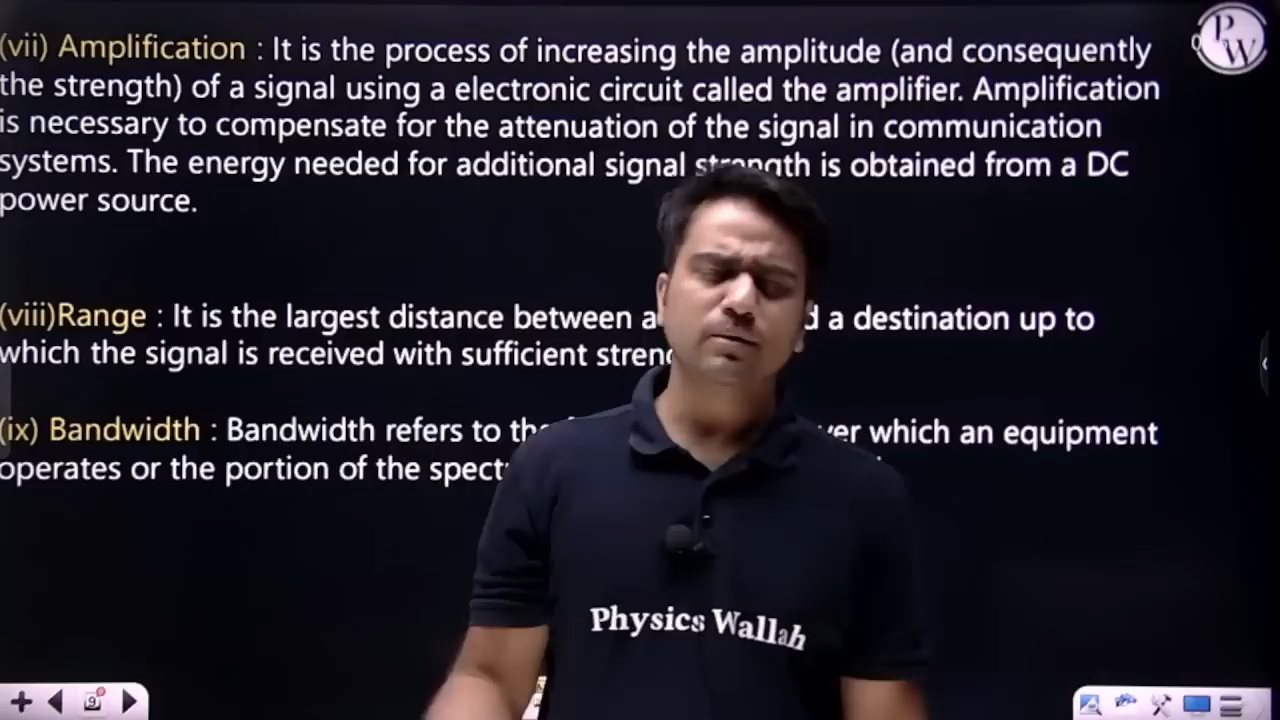 (vii) Amplification : It is the process of increasing the amplitude (and consequently
the strength) of a signal using a electronic circuit called the amplifier. Amplification
is necessary to compensate for the attenuation of the signal in communication
systems. The energy needed for additional signal strength is obtained from a DC
power source.
(viii)Range : It is the largest distance between a destination up to
which the signal is received with sufficient
(ix) Bandwidth : Bandwidth refers to which an equipment
operates or the portion of the
PW
Physics Wallah
9